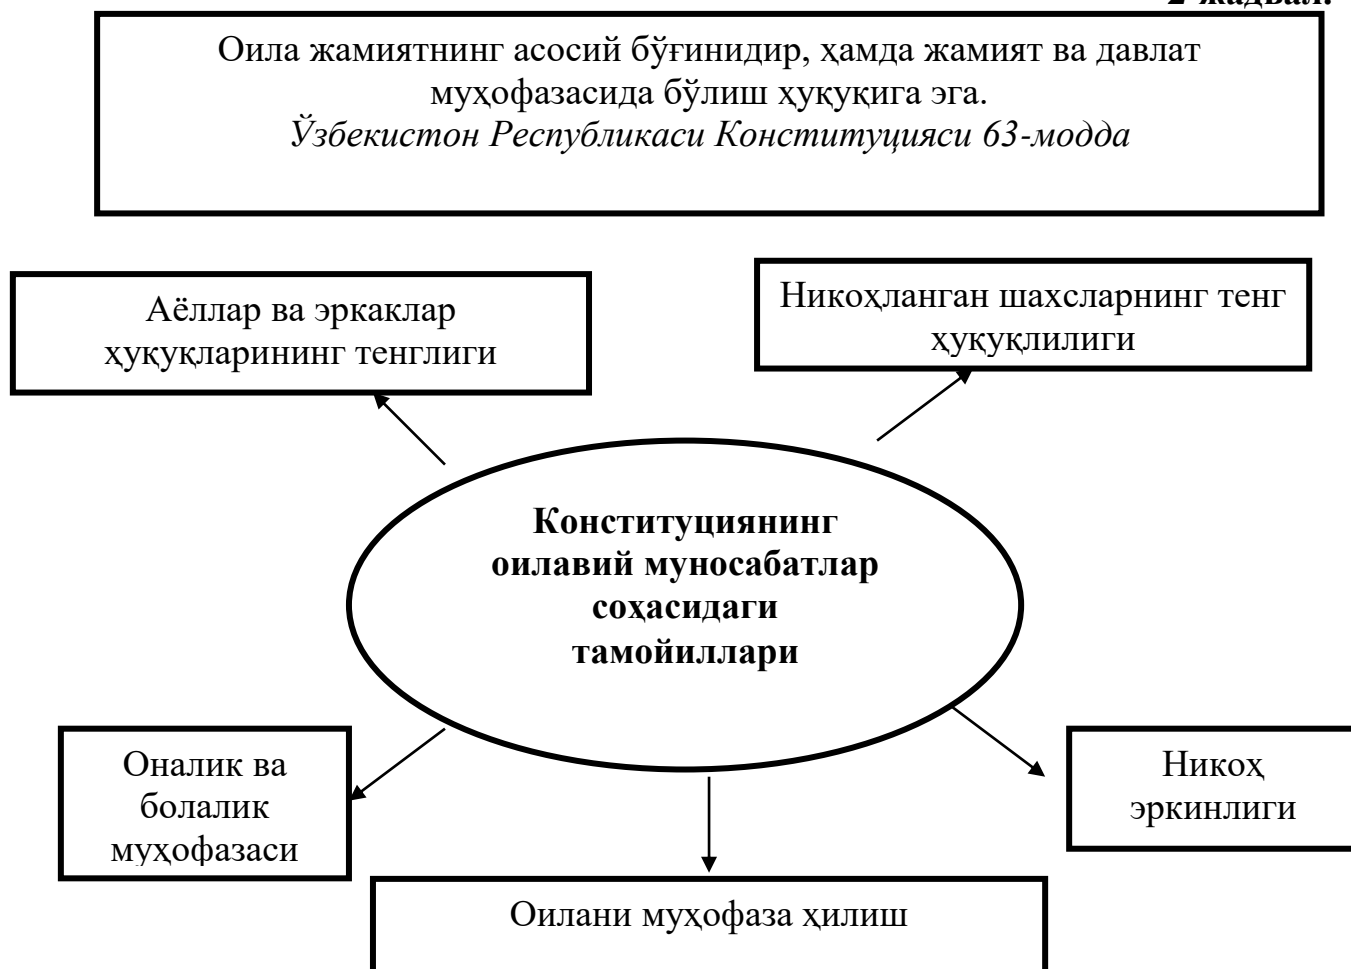 2-жадвал.
Оила жамиятнинг асосий бўғинидир, ҳамда жамият ва давлат
муҳофазасида бўлиш ҳуқуқига эга.
Ўзбекистон Республикаси Конституцияси 63-модда
Аёллар ва эркаклар
ҳуқуқларининг тенглиги
Никоҳланган шахсларнинг тенг
ҳуқуқлилиги
Конституциянинг
оилавий муносабатлар
соҳасидаги
тамойиллари
Оналик ва
болалик
муҳофазаси
Никоҳ
эркинлиги
Оилани муҳофаза ҳилиш